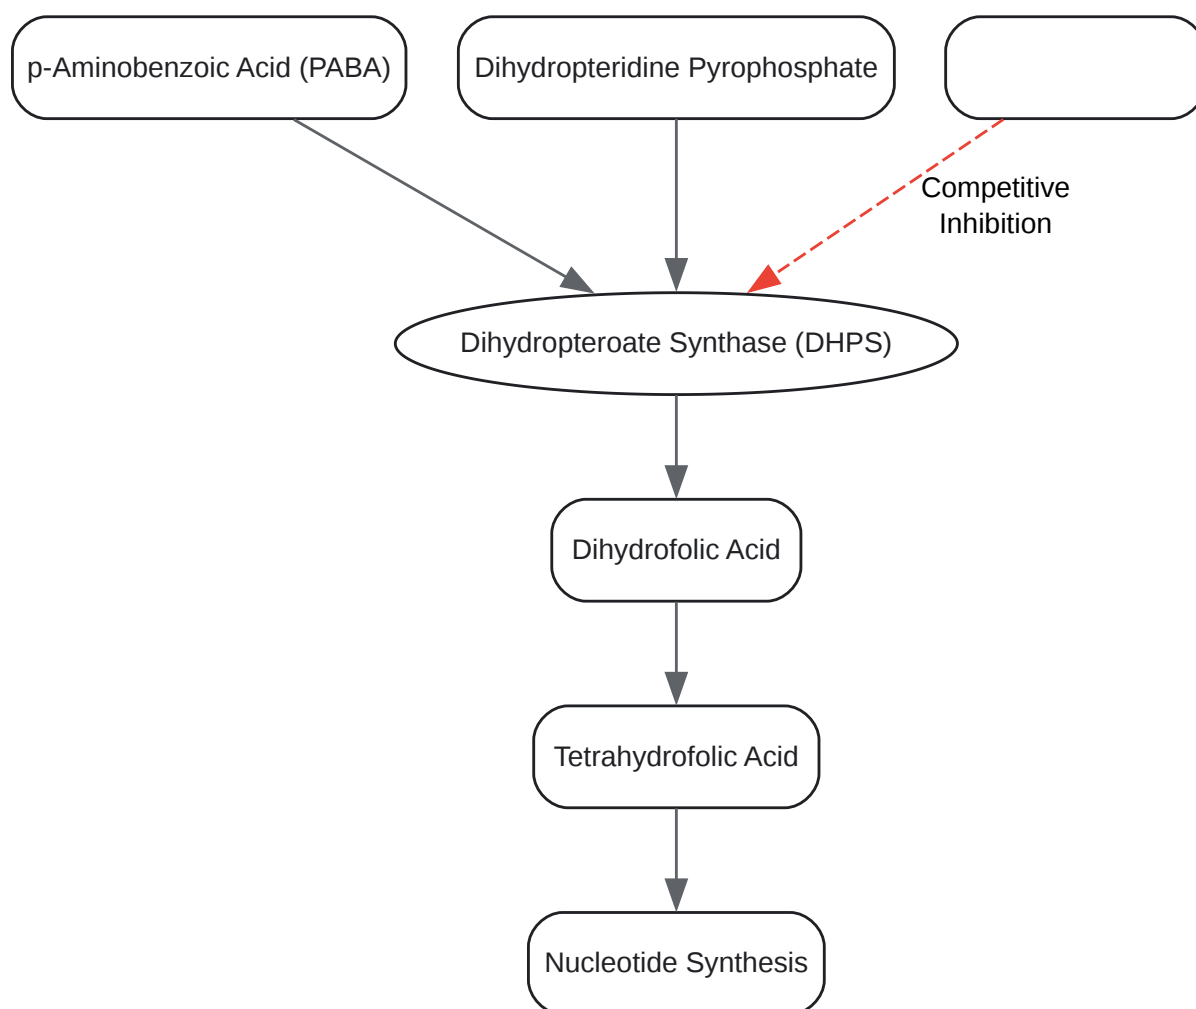 p-Aminobenzoic Acid (PABA)
Dihydropteridine Pyrophosphate
Competitive
Inhibition
Dihydropteroate Synthase (DHPS)
Dihydrofolic Acid
Tetrahydrofolic Acid
Nucleotide Synthesis